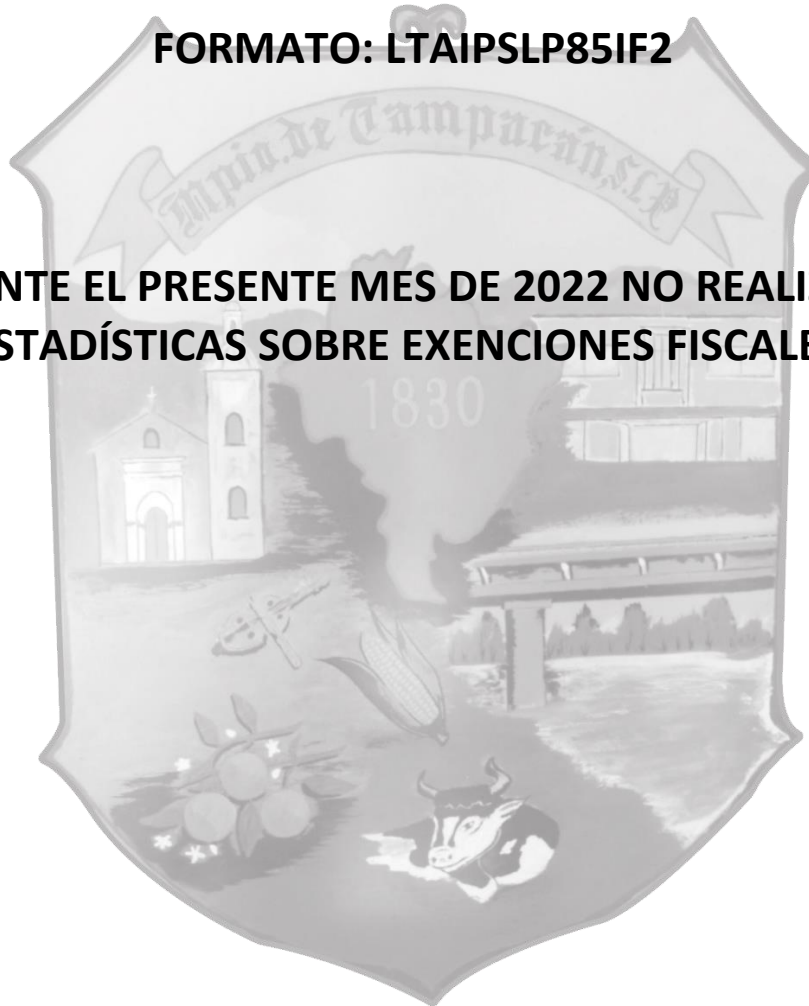 FORMATO: LTAIPSLP85IF2
Mpio. de Tampacán, S.L.P
NTE EL PRESENTE MES DE 2022 NO REALI
STADÍSTICAS SOBRE EXENCIONES FISCALE
1830